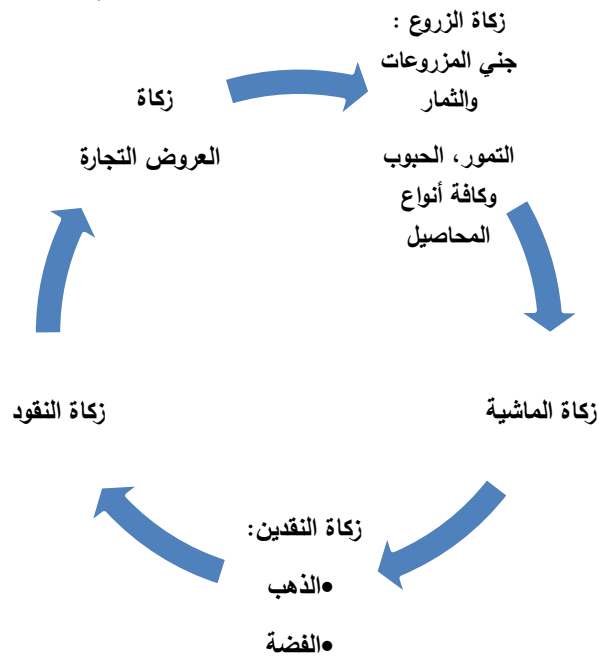 زكاة الزروع :
جني المزروعات
والثمار
التمور، الحبوب
وكافة أنواع
المحاصيل
زكاة الماشية
زكاة النقدين:
•الذهب
•الفضة
زكاة النقود
زكاة
العروض التجارة